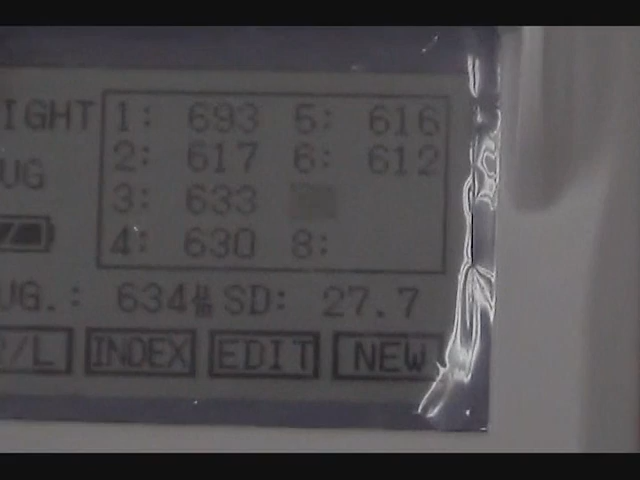 IGHT 1: 693 5: 616
UG 2: 617 6: 612
3: 633
4: 630 8:
UG.: 634 SD: 27.7
/L INDEX EDIT NEW